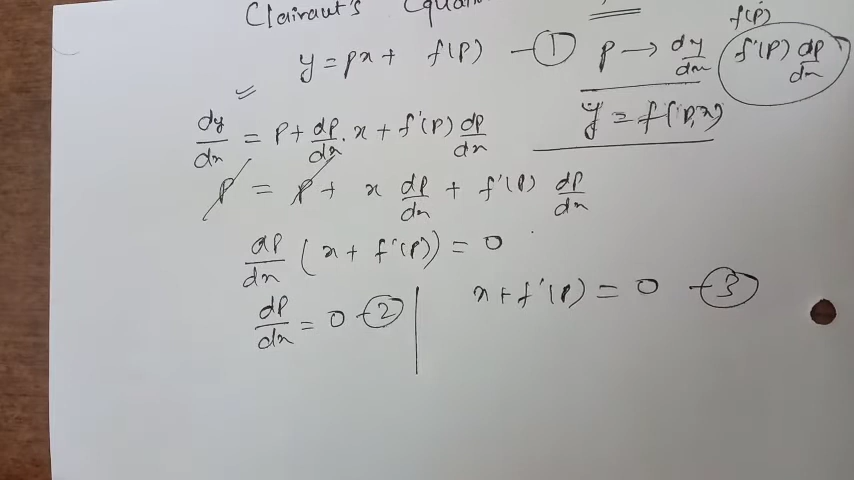 Clairaut's Equation
y = px + f(P) — ① P → dy/dx f(P) f'(P) dp/dx
y = f(P,x)
dy/dx = P + dp/dx . x + f'(P) dp/dx
P = P + x dp/dx + f'(P) dp/dx
dp/dx (x + f'(P)) = 0
dp/dx = 0 — ② x + f'(P) = 0 — ③